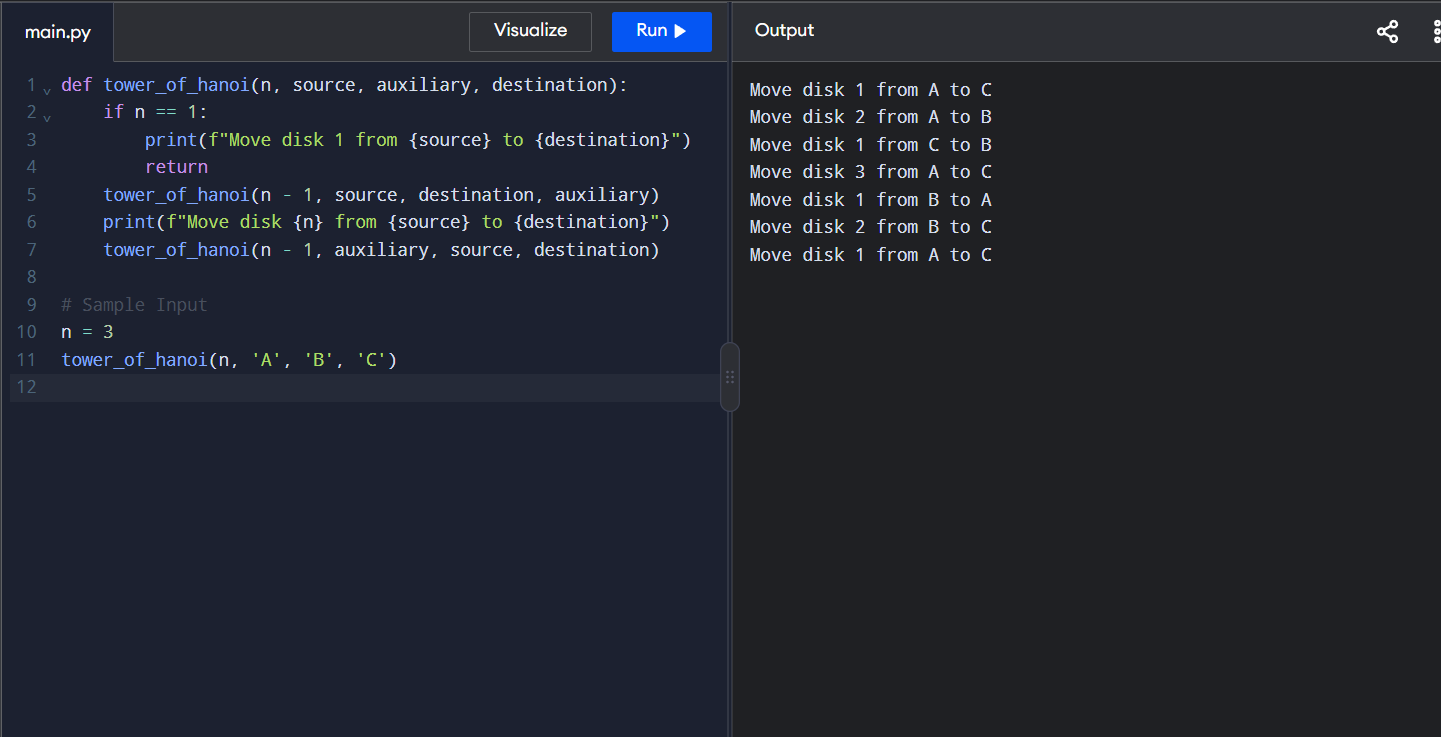 main.py
Visualize
Run
1 def tower_of_hanoi(n, source, auxiliary, destination):
2     if n == 1:
3         print(f"Move disk 1 from {source} to {destination}")
4         return
5     tower_of_hanoi(n - 1, source, destination, auxiliary)
6     print(f"Move disk {n} from {source} to {destination}")
7     tower_of_hanoi(n - 1, auxiliary, source, destination)
8
9 # Sample Input
10 n = 3
11 tower_of_hanoi(n, 'A', 'B', 'C')
12
Output
Move disk 1 from A to C
Move disk 2 from A to B
Move disk 1 from C to B
Move disk 3 from A to C
Move disk 1 from B to A
Move disk 2 from B to C
Move disk 1 from A to C